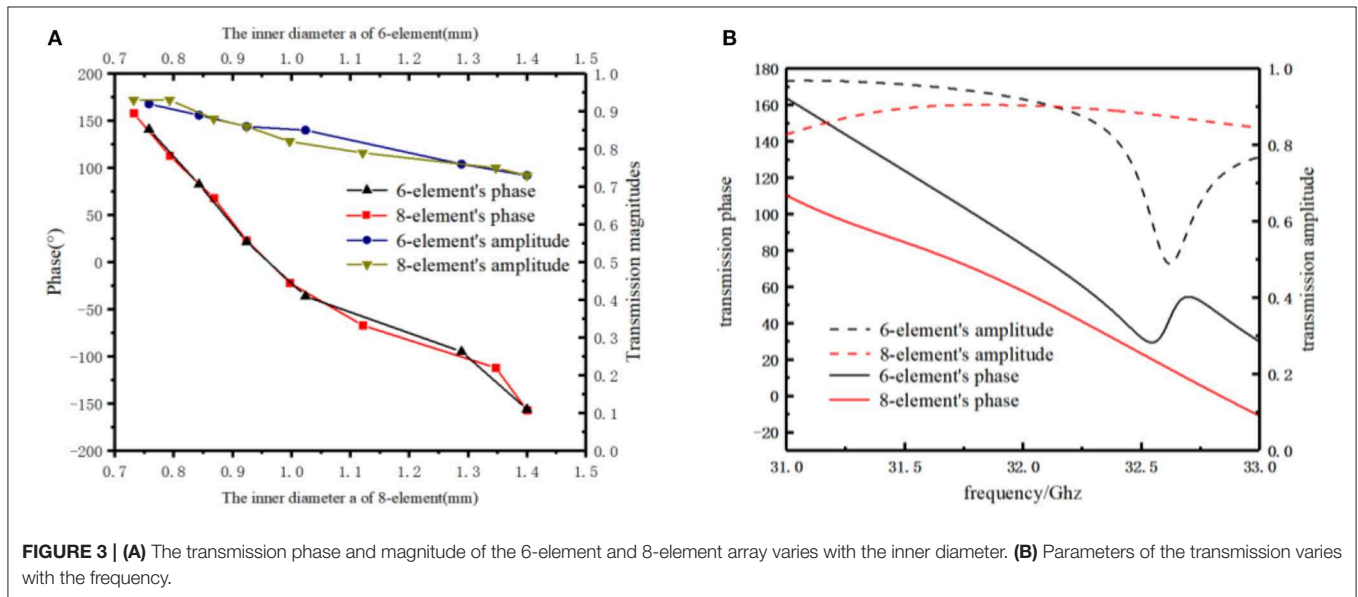 A
The inner diameter a of 6-element(mm)
0.7 0.8 0.9 1.0 1.1 1.2 1.3 1.4 1.5
200
150
100
50
0
−50
−100
−150
−200
Phase(°)
1.0
0.9
0.8
0.7
0.6
0.5
0.4
0.3
0.2
0.1
0.0
Transmission magnitudes
6-element's phase
8-element's phase
6-element's amplitude
8-element's amplitude
0.7 0.8 0.9 1.0 1.1 1.2 1.3 1.4 1.5
The inner diameter a of 8-element(mm)
B
180
160
140
120
100
80
60
40
20
0
−20
transmission phase
1.0
0.8
0.6
0.4
0.2
0.0
transmission amplitude
6-element's amplitude
8-element's amplitude
6-element's phase
8-element's phase
31.0 31.5 32.0 32.5 33.0
frequency/Ghz
FIGURE 3 | (A) The transmission phase and magnitude of the 6-element and 8-element array varies with the inner diameter. (B) Parameters of the transmission varies
with the frequency.